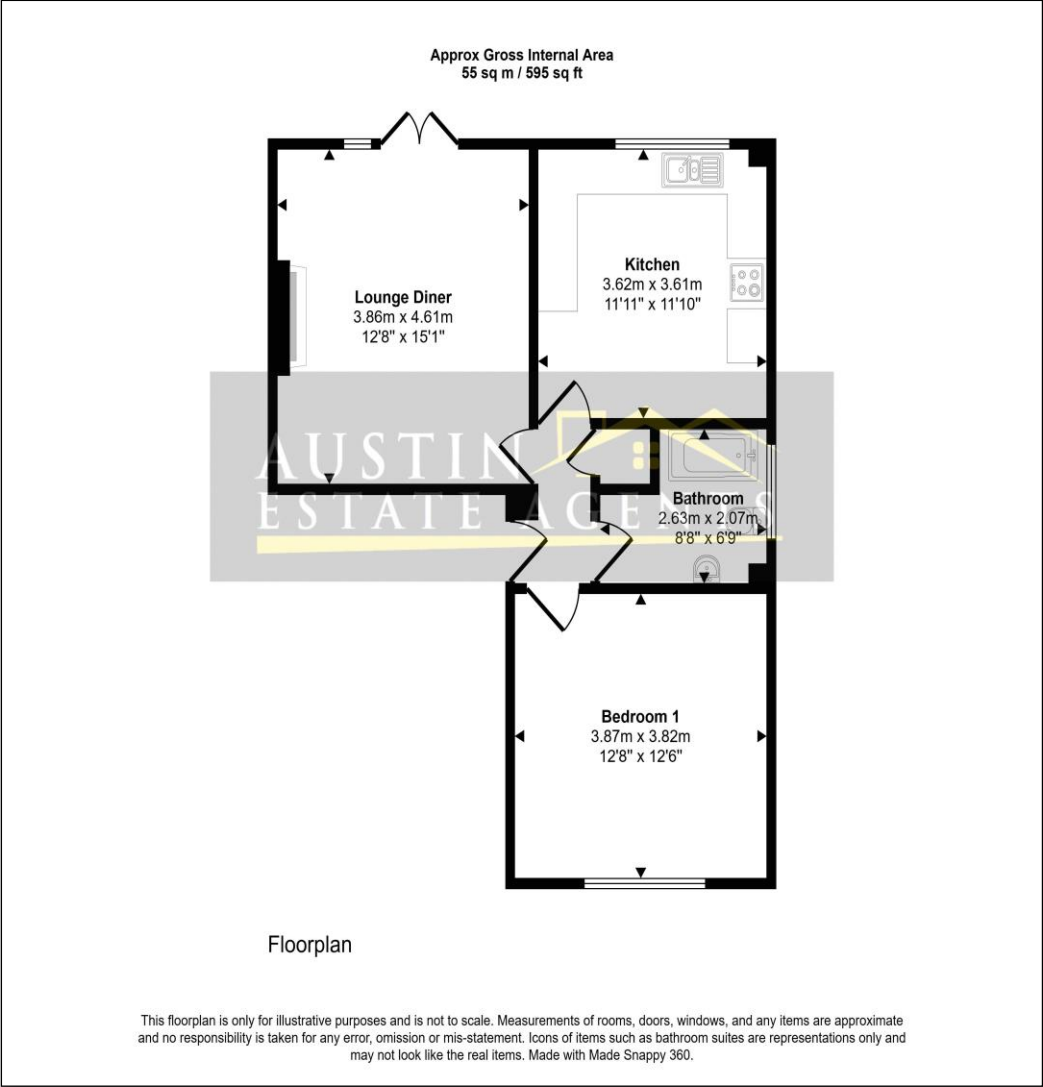 Approx Gross Internal Area
55 sq m / 595 sq ft
Kitchen
3.62m x 3.61m
11'11" x 11'10"
Lounge Diner
3.86m x 4.61m
12'8" x 15'1"
AUSTIN
ESTATE AGENTS
Bathroom
2.63m x 2.07m
8'8" x 6'9"
Bedroom 1
3.87m x 3.82m
12'8" x 12'6"
Floorplan
This floorplan is only for illustrative purposes and is not to scale. Measurements of rooms, doors, windows, and any items are approximate
and no responsibility is taken for any error, omission or mis-statement. Icons of items such as bathroom suites are representations only and
may not look like the real items. Made with Made Snappy 360.